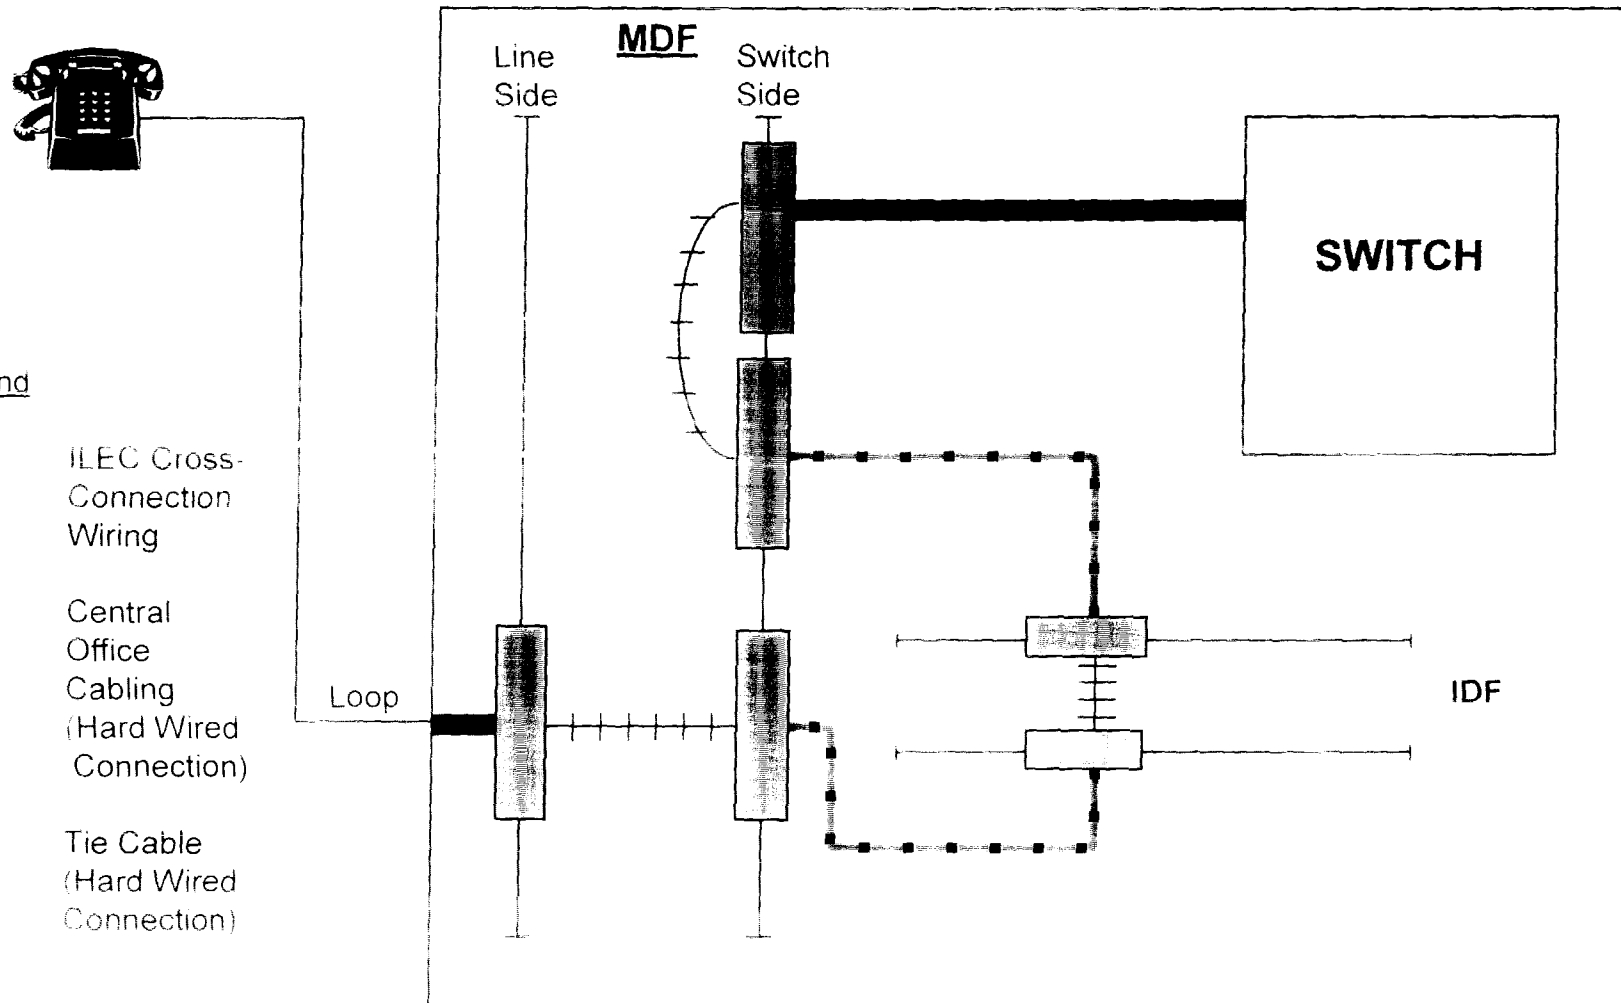 MDF
Line
Side
Switch
Side
SWITCH
nd
ILEC Cross-
Connection
Wiring
Central
Office
Cabling
(Hard Wired
Connection)
Loop
IDF
Tie Cable
(Hard Wired
Connection)